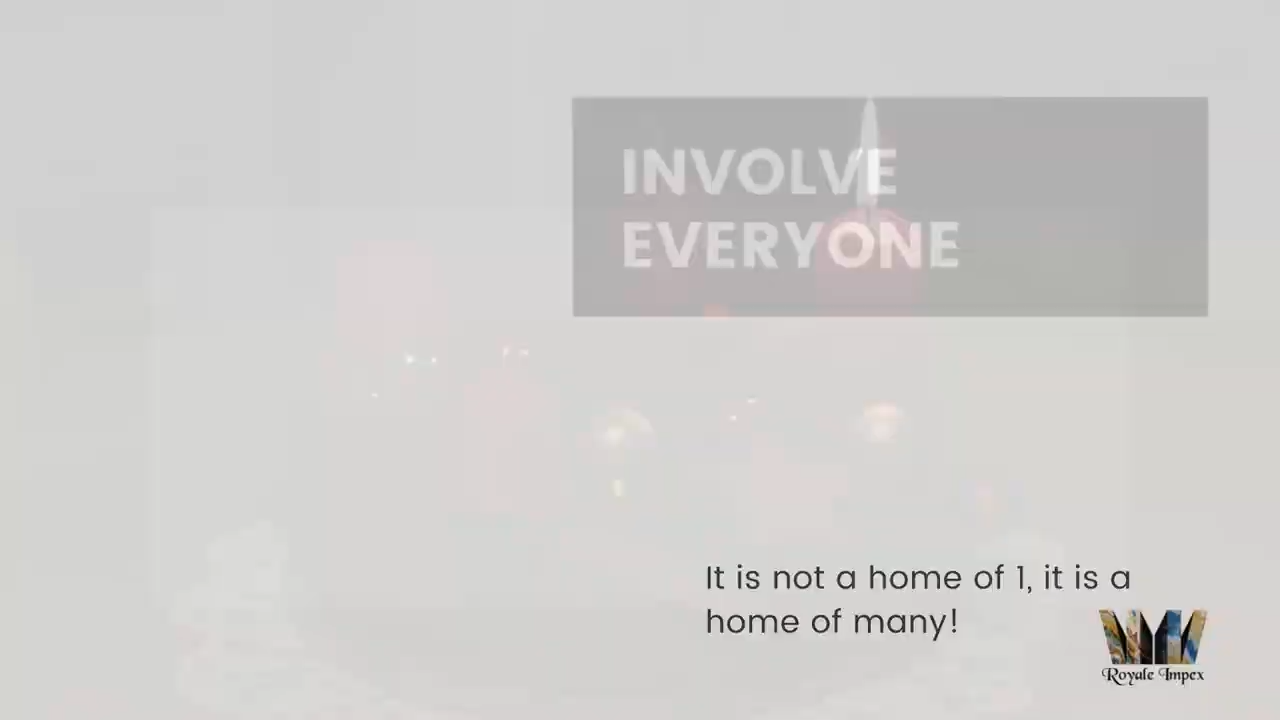 INVOLVE
EVERYONE
It is not a home of 1, it is a
home of many!
Royale Impex